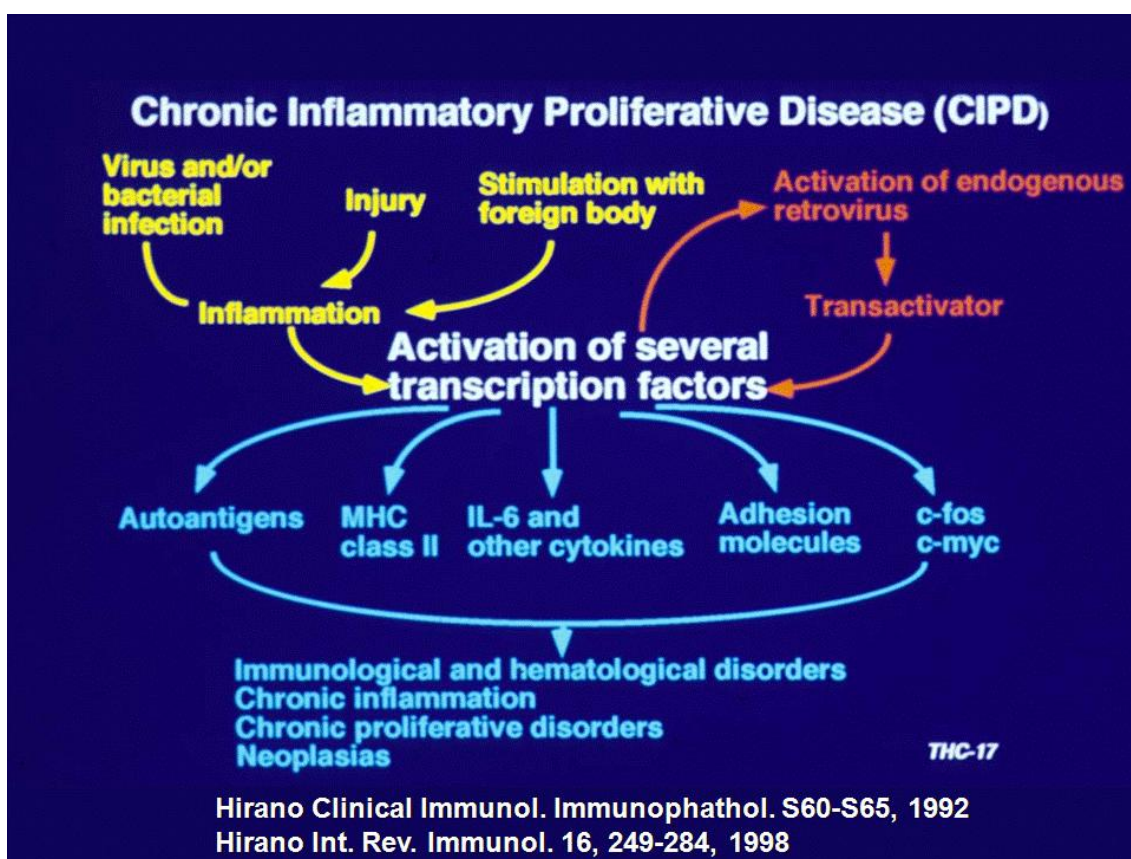 Chronic Inflammatory Proliferative Disease (CIPD)
Virus and/or
bacterial
infection
Injury
Stimulation with
foreign body
Activation of endogenous
retrovirus
Inflammation
Transactivator
Activation of several
transcription factors
Autoantigens
MHC
class II
IL-6 and
other cytokines
Adhesion
molecules
c-fos
c-myc
Immunological and hematological disorders
Chronic inflammation
Chronic proliferative disorders
Neoplasias
THC-17
Hirano Clinical Immunol. Immunophathol. S60-S65, 1992
Hirano Int. Rev. Immunol. 16, 249-284, 1998